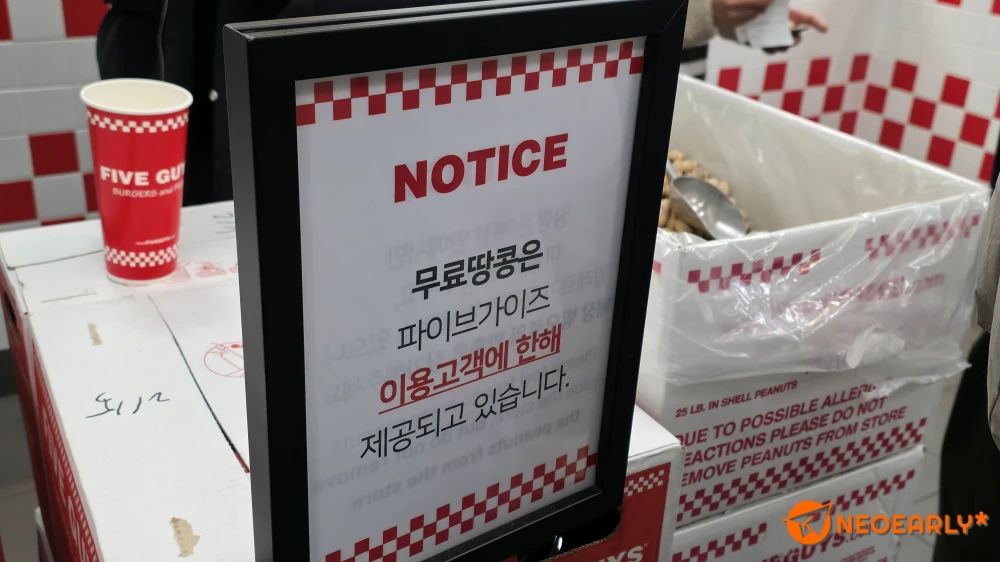 NOTICE
무료땅콩은
파이브가이즈
이용고객에 한해
제공되고 있습니다.
FIVE GUY
BURGERS and
25 LB. IN SHELL PEANUTS
DUE TO POSSIBLE ALLER
REACTIONS PLEASE DO NOT
REMOVE PEANUTS FROM STORE
GUYS
NEOEARLY*